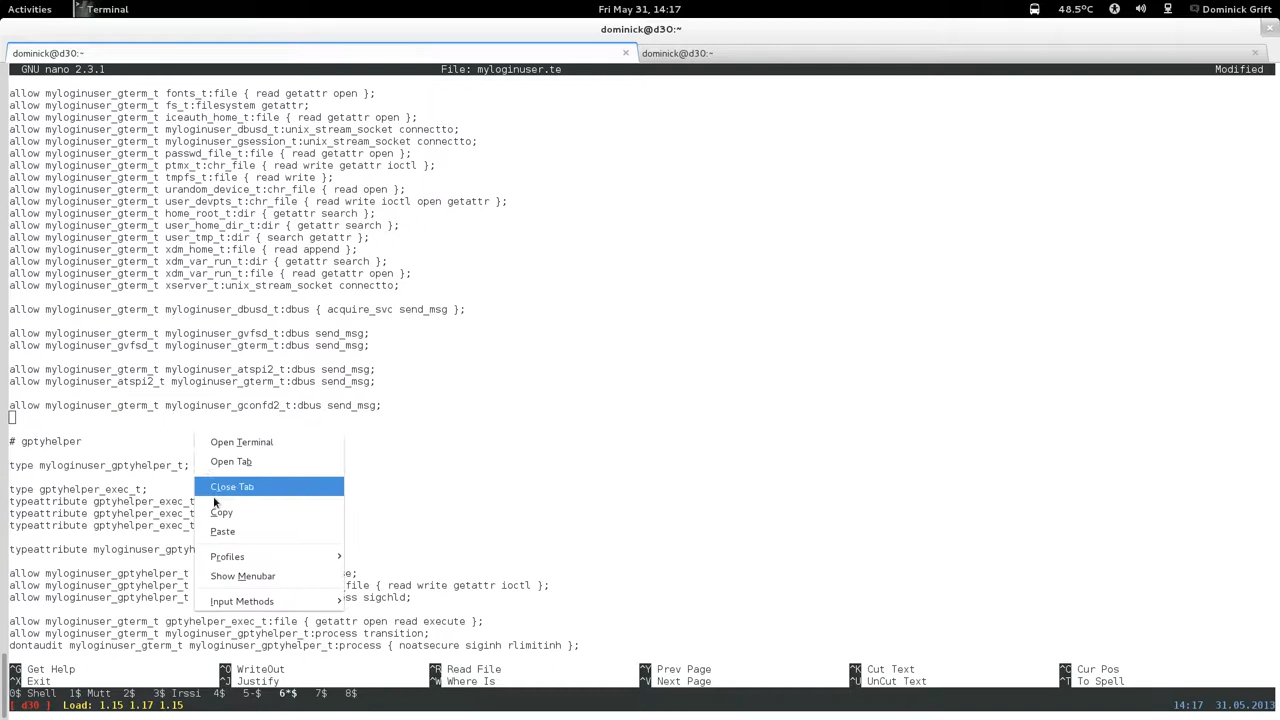 Activities Terminal Fri May 31, 14:17 48.5°C Dominick Grift
dominick@d30:~
dominick@d30:~ dominick@d30:~
GNU nano 2.3.1 File: myloginuser.te Modified
allow myloginuser_gterm_t fonts_t:file { read getattr open };
allow myloginuser_gterm_t fs_t:filesystem getattr;
allow myloginuser_gterm_t iceauth_home_t:file { read getattr open };
allow myloginuser_gterm_t myloginuser_dbusd_t:unix_stream_socket connectto;
allow myloginuser_gterm_t myloginuser_gsession_t:unix_stream_socket connectto;
allow myloginuser_gterm_t passwd_file_t:file { read getattr open };
allow myloginuser_gterm_t ptmx_t:chr_file { read write getattr ioctl };
allow myloginuser_gterm_t tmpfs_t:file { read write };
allow myloginuser_gterm_t urandom_device_t:chr_file { read open };
allow myloginuser_gterm_t user_devpts_t:chr_file { read write ioctl open getattr };
allow myloginuser_gterm_t home_root_t:dir { getattr search };
allow myloginuser_gterm_t user_home_dir_t:dir { getattr search };
allow myloginuser_gterm_t user_tmp_t:dir { search getattr };
allow myloginuser_gterm_t xdm_home_t:file { read append };
allow myloginuser_gterm_t xdm_var_run_t:dir { getattr search };
allow myloginuser_gterm_t xdm_var_run_t:file { read getattr open };
allow myloginuser_gterm_t xserver_t:unix_stream_socket connectto;
allow myloginuser_gterm_t myloginuser_dbusd_t:dbus { acquire_svc send_msg };
allow myloginuser_gterm_t myloginuser_gvfsd_t:dbus send_msg;
allow myloginuser_gvfsd_t myloginuser_gterm_t:dbus send_msg;
allow myloginuser_gterm_t myloginuser_atspi2_t:dbus send_msg;
allow myloginuser_atspi2_t myloginuser_gterm_t:dbus send_msg;
allow myloginuser_gterm_t myloginuser_gconfd2_t:dbus send_msg;
# gptyhelper
type myloginuser_gptyhelper_t;
type gptyhelper_exec_t;
typeattribute gptyhelper_exec_t
typeattribute gptyhelper_exec_t
typeattribute gptyhelper_exec_t
typeattribute myloginuser_gptyh
allow myloginuser_gptyhelper_t e;
allow myloginuser_gptyhelper_t file { read write getattr ioctl };
allow myloginuser_gptyhelper_t ss sigchld;
allow myloginuser_gterm_t gptyhelper_exec_t:file { getattr open read execute };
allow myloginuser_gterm_t myloginuser_gptyhelper_t:process transition;
dontaudit myloginuser_gterm_t myloginuser_gptyhelper_t:process { noatsecure siginh rlimitinh };
Open Terminal
Open Tab
Close Tab
Copy
Paste
Profiles
Show Menubar
Input Methods
^G Get Help ^O WriteOut ^R Read File ^Y Prev Page ^K Cut Text ^C Cur Pos
^X Exit ^J Justify ^W Where Is ^V Next Page ^U UnCut Text ^T To Spell
0$ Shell 1$ Mutt 2$ 3$ Irssi 4$ 5-$ 6*$ 7$ 8$
[ d30 ] Load: 1.15 1.17 1.15 14:17 31.05.2013